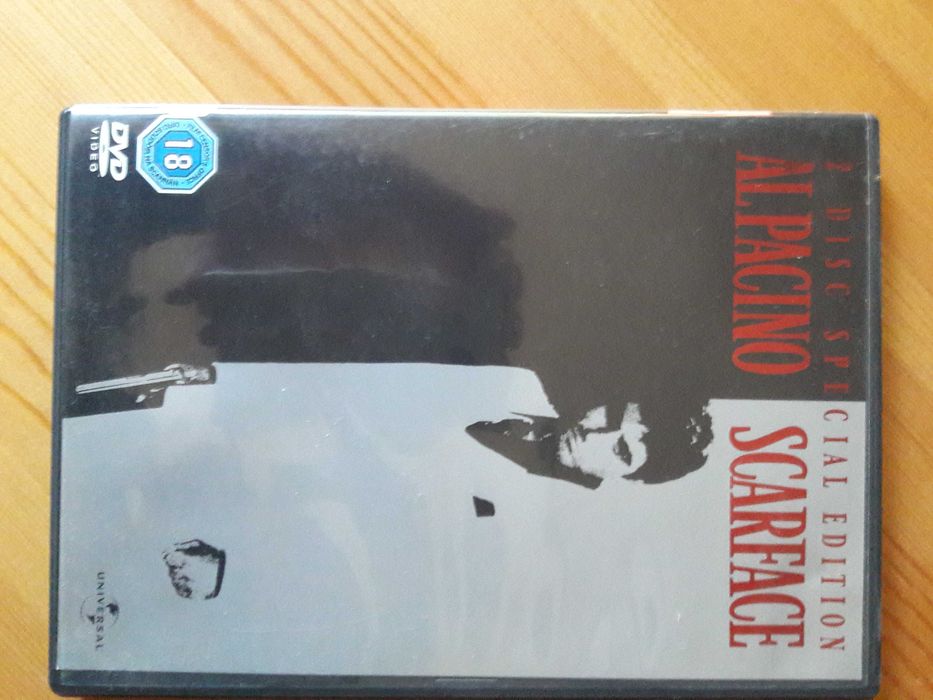 2 DISC SPECIAL EDITION
AL PACINO SCARFACE
18
DVD
VIDEO
UNIVERSAL